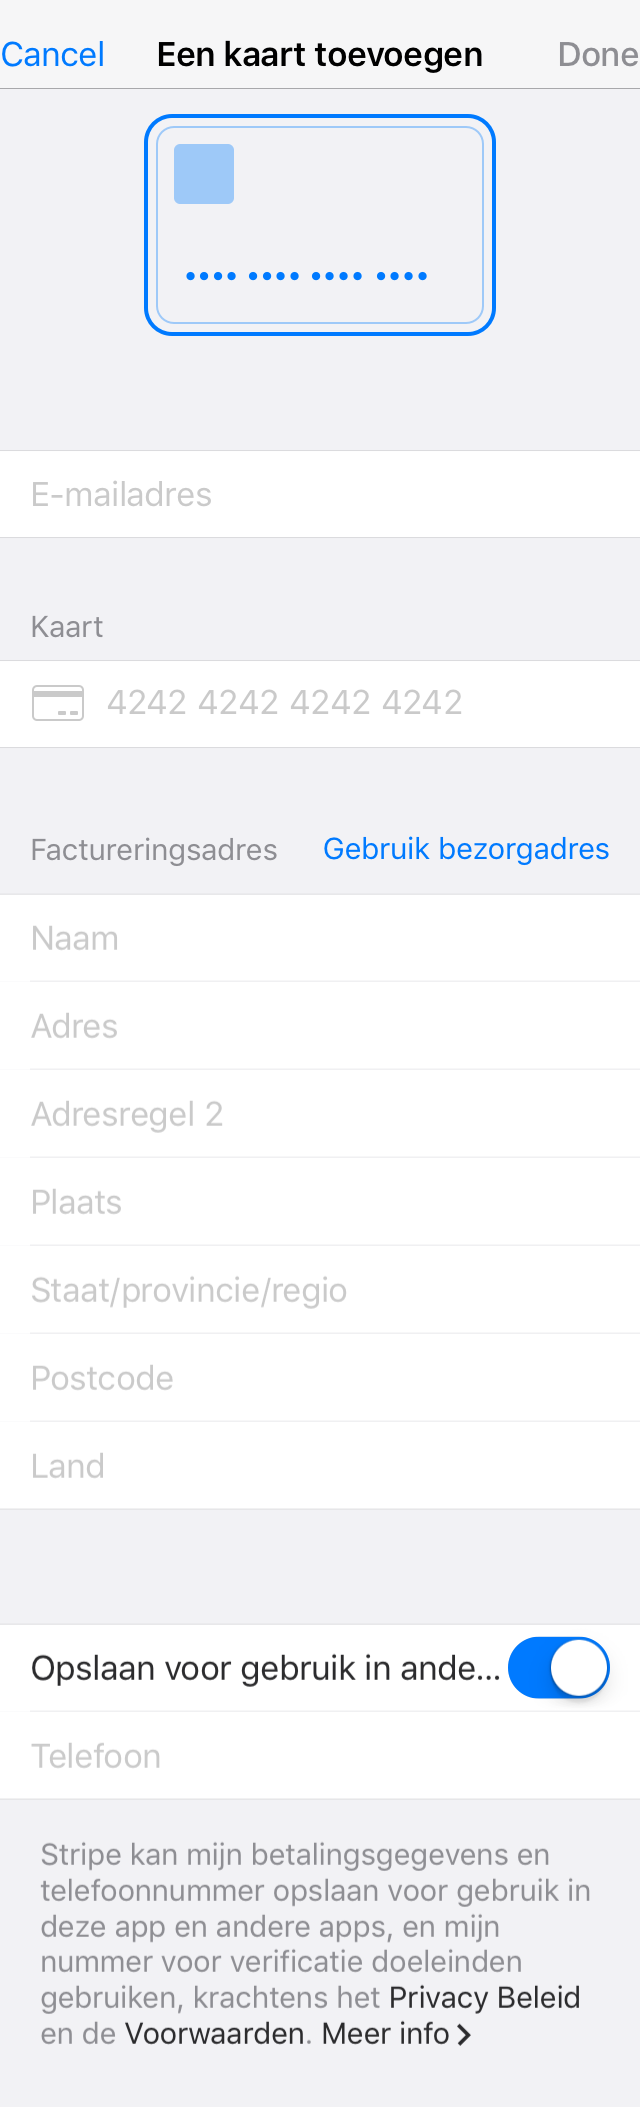 Cancel Een kaart toevoegen Done
•••• •••• •••• ••••
E-mailadres
Kaart
4242 4242 4242 4242
Factureringsadres Gebruik bezorgadres
Naam
Adres
Adresregel 2
Plaats
Staat/provincie/regio
Postcode
Land
Opslaan voor gebruik in ande...
Telefoon
Stripe kan mijn betalingsgegevens en
telefoonnummer opslaan voor gebruik in
deze app en andere apps, en mijn
nummer voor verificatie doeleinden
gebruiken, krachtens het Privacy Beleid
en de Voorwaarden. Meer info